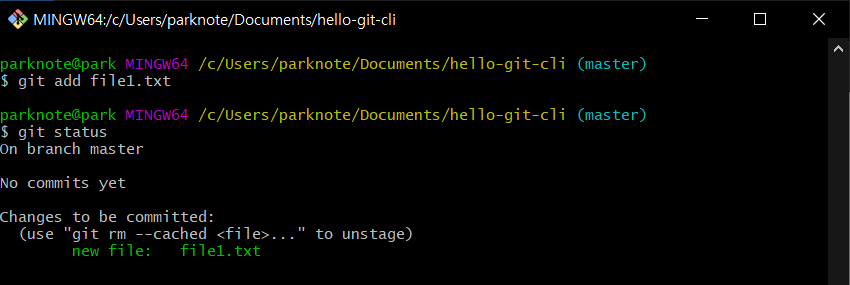 MINGW64:/c/Users/parknote/Documents/hello-git-cli
parknote@park MINGW64 /c/Users/parknote/Documents/hello-git-cli (master)
$ git add file1.txt
parknote@park MINGW64 /c/Users/parknote/Documents/hello-git-cli (master)
$ git status
On branch master
No commits yet
Changes to be committed:
  (use "git rm --cached <file>..." to unstage)
        new file:   file1.txt